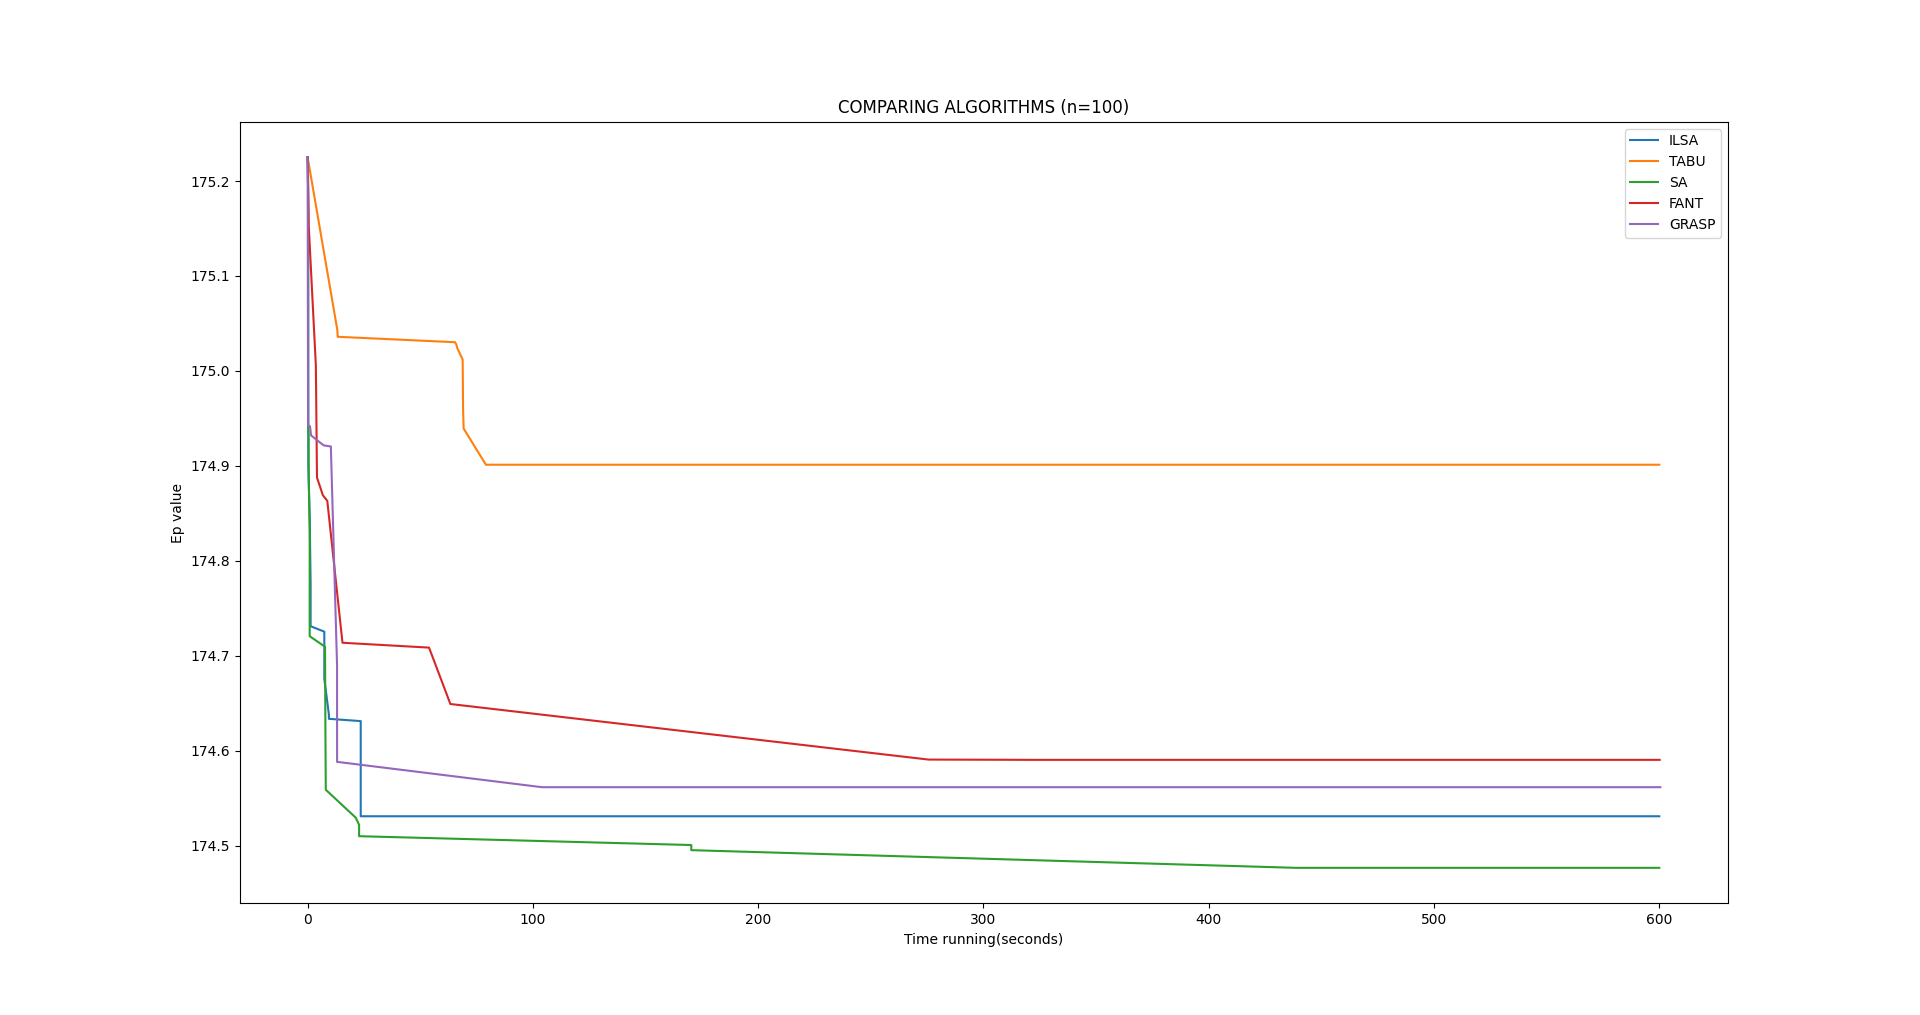 COMPARING ALGORITHMS (n=100)
ILSA
TABU
SA
FANT
GRASP
175.2
175.1
175.0
174.9
174.8
174.7
174.6
174.5
Ep value
0 100 200 300 400 500 600
Time running(seconds)